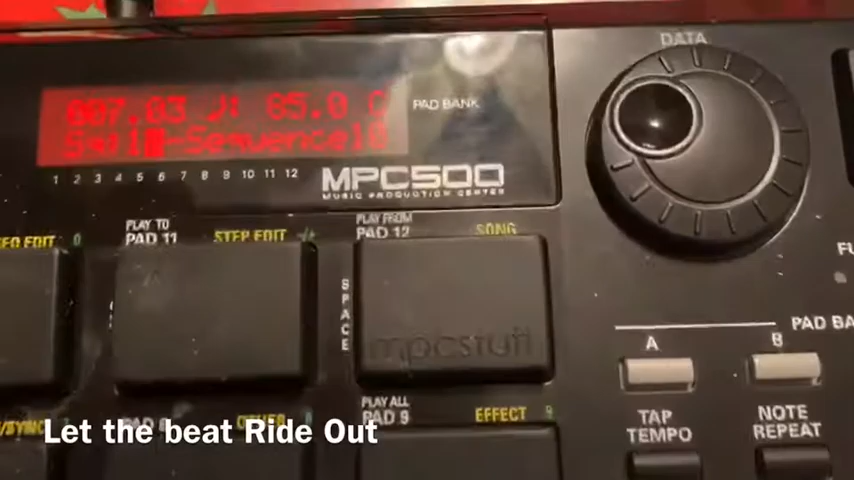 DATA
007.03 ♩: 85.0
PAD BANK
-Sequence10
1 2 3 4 5 6 7 8 9 10 11 12
MPC500
MUSIC PRODUCTION CENTER
PLAY TO
PAD 11
STEP EDIT
PLAY FROM
PAD 12
SONG
EDIT
SPACE
mpcstuff
A
B
PAD
TAP
TEMPO
NOTE
REPEAT
PLAY ALL
PAD 9
EFFECT
OTHER
Let the beat Ride Out